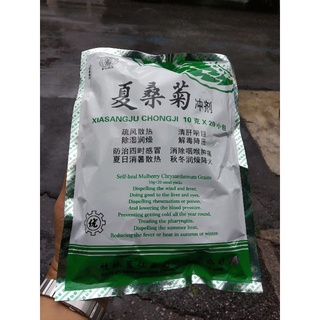 夏桑菊 冲剂
XIASANGJU CHONGJI 10克×20小包
疏风散热 清肝明目
除湿润燥 解毒降压
防治四时感冒 消除咽喉肿痛
夏日消暑散热 秋冬润燥降火
Self-heal Mulberry Chrysanthemum Grains
Dispelling the wind and fever,
Doing good to the liver and eyes,
Dispelling rheumatism or poison,
And lowering the blood pressure.
Preventing getting cold all the year round,
Treating the pharyngitis,
Dispelling the summer heat,
Reducing the fever or heat in autumn or winter.
优